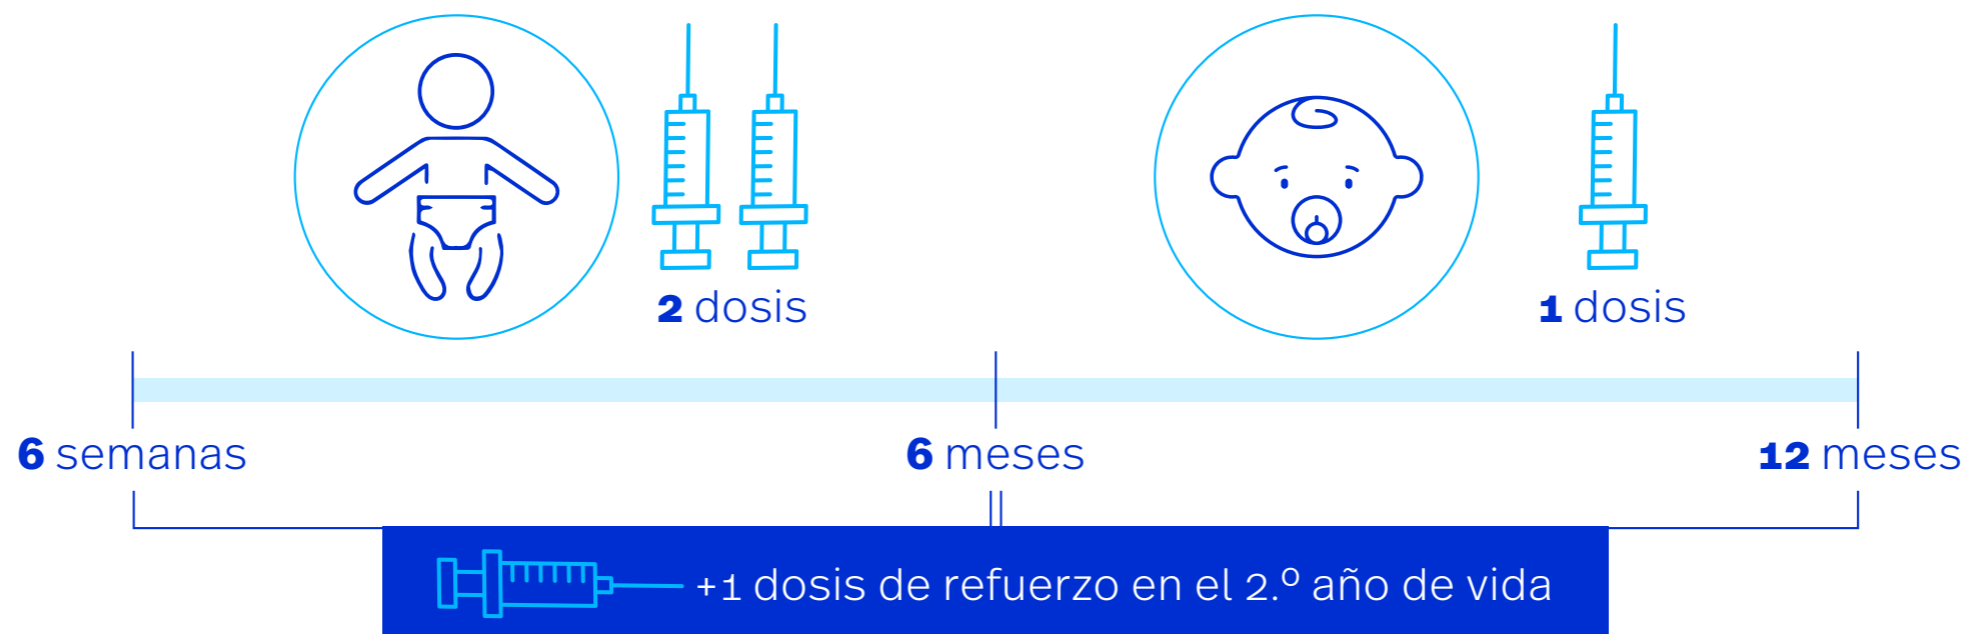 2 dosis
1 dosis
6 semanas
6 meses
12 meses
+1 dosis de refuerzo en el 2.º año de vida